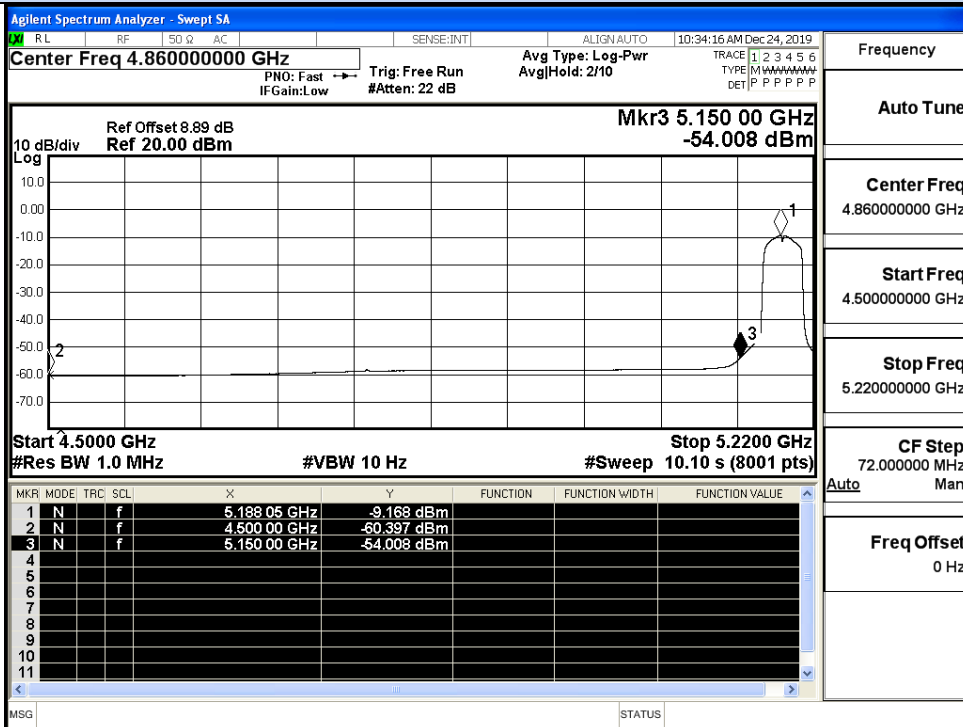 Agilent Spectrum Analyzer - Swept SA
LXI RL RF 50 Ω AC SENSE:INT ALIGN AUTO 10:34:16 AM Dec 24, 2019
Center Freq 4.860000000 GHz
PNO: Fast
IFGain:Low
Trig: Free Run
#Atten: 22 dB
Avg Type: Log-Pwr
Avg|Hold: 2/10
TRACE 1 2 3 4 5 6
TYPE M WWWWW
DET P P P P P P
Mkr3 5.150 00 GHz
-54.008 dBm
Ref Offset 8.89 dB
10 dB/div Ref 20.00 dBm
Log
10.0
0.00
-10.0
-20.0
-30.0
-40.0
-50.0
-60.0
-70.0
1
2
3
Start 4.5000 GHz Stop 5.2200 GHz
#Res BW 1.0 MHz #VBW 10 Hz #Sweep 10.10 s (8001 pts)
MKR MODE TRC SCL X Y FUNCTION FUNCTION WIDTH FUNCTION VALUE
1 N f 5.188 05 GHz -9.168 dBm
2 N f 4.500 00 GHz -60.397 dBm
3 N f 5.150 00 GHz -54.008 dBm
4
5
6
7
8
9
10
11
MSG STATUS
Frequency
Auto Tune
Center Freq
4.860000000 GHz
Start Freq
4.500000000 GHz
Stop Freq
5.220000000 GHz
CF Step
72.000000 MHz
Auto Man
Freq Offset
0 Hz